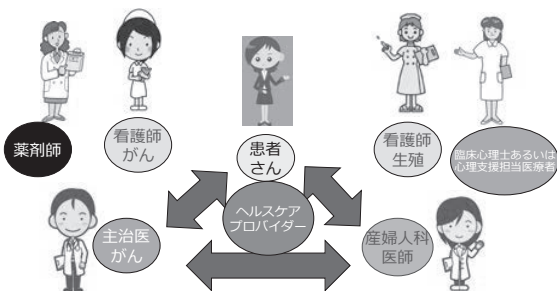 薬剤師
看護師
がん
患者
さん
看護師
生殖
臨床心理士あるいは
心理支援担当医療者
ヘルスケア
プロバイダー
主治医
がん
産婦人科
医師